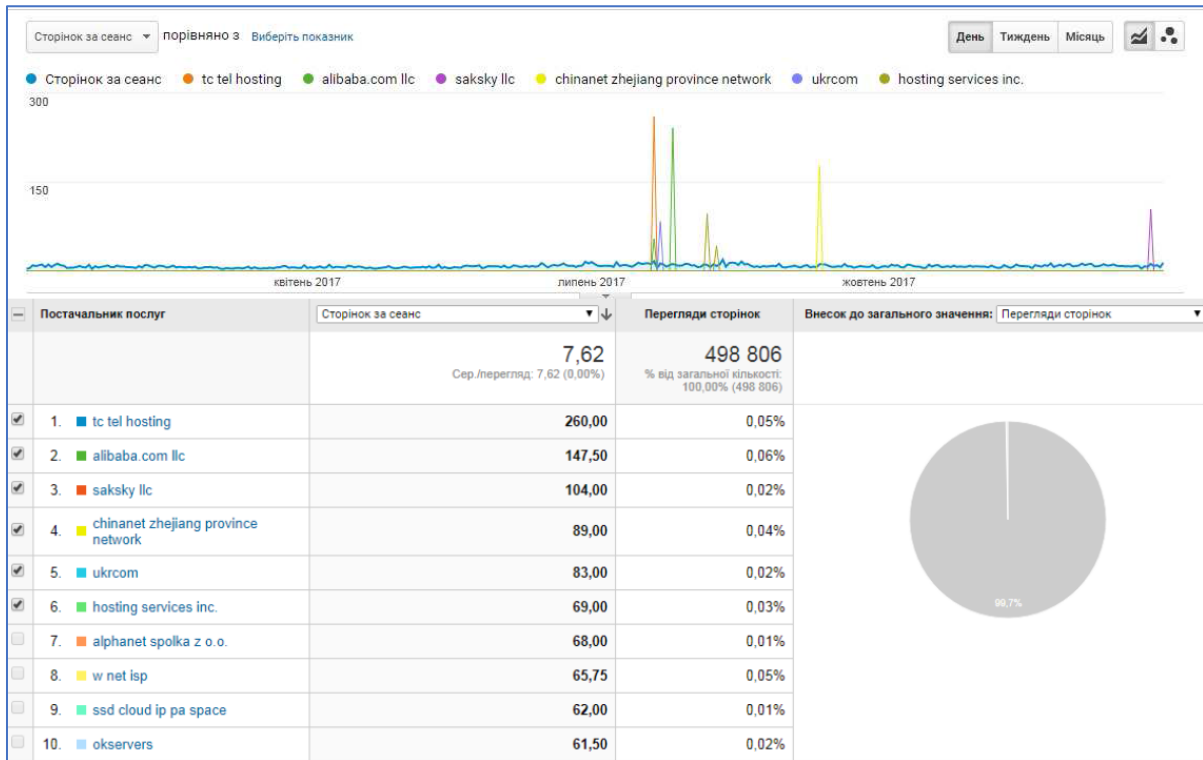 Сторінок за сеанс порівняно з Виберіть показник День Тиждень Місяць
Сторінок за сеанс tc tel hosting alibaba.com llc saksky llc chinanet zhejiang province network ukrcom hosting services inc.
300
150
квітень 2017 липень 2017 жовтень 2017
Постачальник послуг Сторінок за сеанс Перегляди сторінок Внесок до загального значення: Перегляди сторінок
7,62 498 806
Сер./перегляд: 7,62 (0,00%) % від загальної кількості:
100,00% (498 806)
1. tc tel hosting 260,00 0,05%
2. alibaba.com llc 147,50 0,06%
3. saksky llc 104,00 0,02%
4. chinanet zhejiang province
network 89,00 0,04%
5. ukrcom 83,00 0,02%
6. hosting services inc. 69,00 0,03%
7. alphanet spolka z o.o. 68,00 0,01%
8. w net isp 65,75 0,05%
9. ssd cloud ip pa space 62,00 0,01%
10. okservers 61,50 0,02%
99,7%